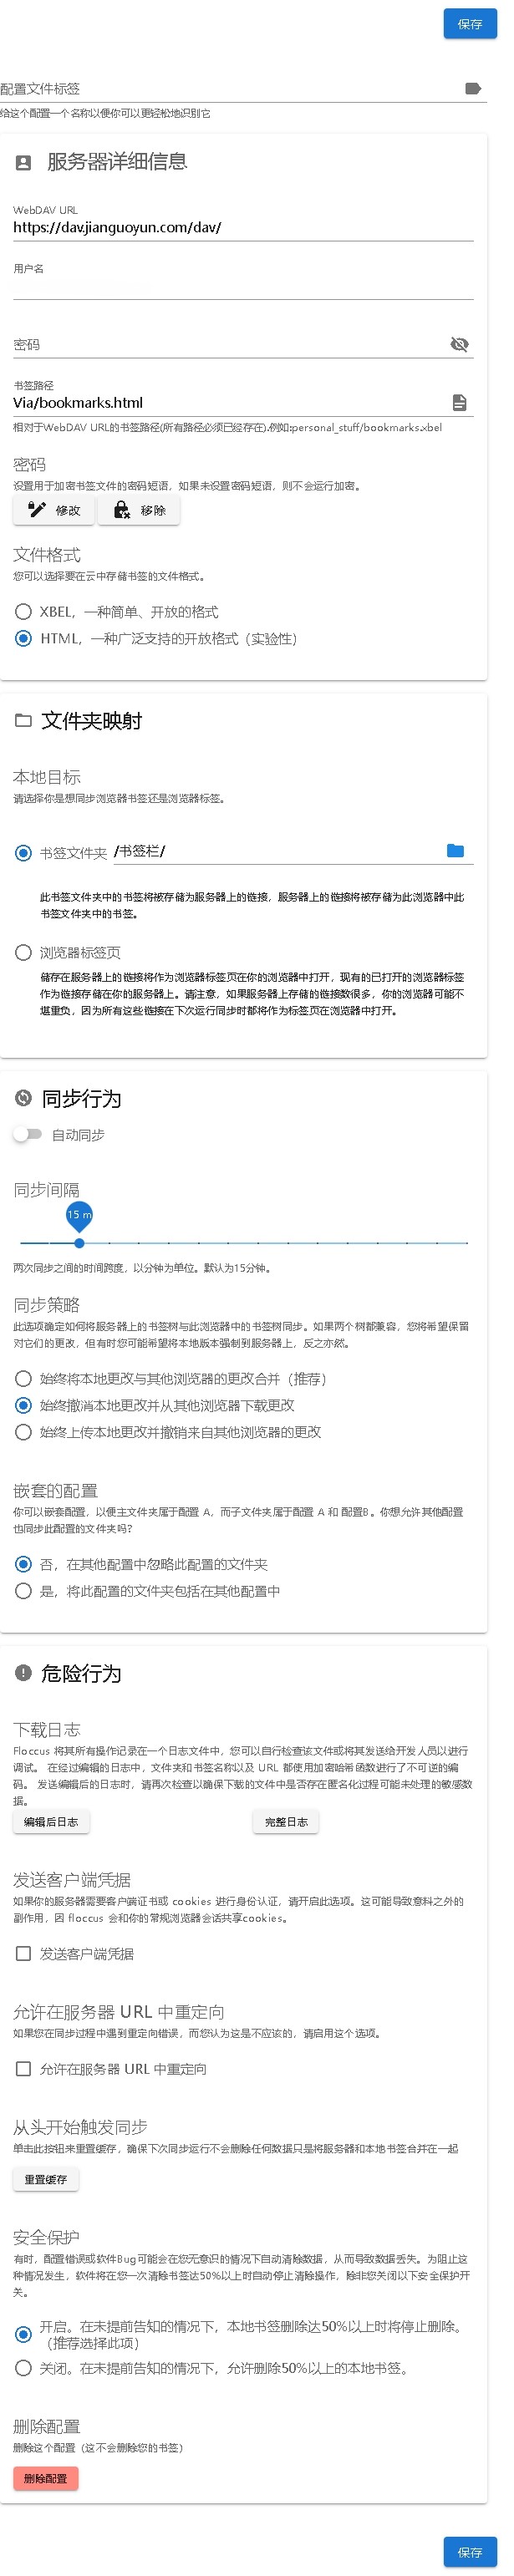 保存
配置文件标签
给这个配置一个名称以便你可以更轻松地识别它
服务器详细信息
WebDAV URL
https://dav.jianguoyun.com/dav/
用户名
密码
书签路径
Via/bookmarks.html
相对于WebDAV URL的书签路径(所有路径必须已经存在).例如:personal_stuff/bookmarks.xbel
密码
设置用于加密书签文件的密码短语，如果未设置密码短语，则不会运行加密。
修改 移除
文件格式
您可以选择要在云中存储书签的文件格式。
XBEL，一种简单、开放的格式
HTML，一种广泛支持的开放格式（实验性）
文件夹映射
本地目标
请选择你是想同步浏览器书签还是浏览器标签。
书签文件夹 /书签栏/
此书签文件夹中的书签将被存储为服务器上的链接，服务器上的链接将被存储为此浏览器中此
书签文件夹中的书签。
浏览器标签页
储存在服务器上的链接将作为浏览器标签页在你的浏览器中打开，现有的已打开的浏览器标签
作为链接存储在你的服务器上。请注意，如果服务器上存储的链接数很多，你的浏览器可能不
堪重负，因为所有这些链接在下次运行同步时都将作为标签页在浏览器中打开。
同步行为
自动同步
同步间隔
15 m
两次同步之间的时间跨度，以分钟为单位。默认为15分钟。
同步策略
此选项确定如何将服务器上的书签树与此浏览器中的书签树同步。如果两个树都兼容，您将希望保留
对它们的更改，但有时您可能希望将本地版本强制到服务器上，反之亦然。
始终将本地更改与其他浏览器的更改合并（推荐）
始终撤消本地更改并从其他浏览器下载更改
始终上传本地更改并撤销来自其他浏览器的更改
嵌套的配置
你可以嵌套配置，以便主文件夹属于配置 A，而子文件夹属于配置 A 和 配置B。你想允许其他配置
也同步此配置的文件夹吗？
否，在其他配置中忽略此配置的文件夹
是，将此配置的文件夹包括在其他配置中
危险行为
下载日志
Floccus 将其所有操作记录在一个日志文件中，您可以自行检查该文件或将其发送给开发人员以进行
调试。 在经过编辑的日志中，文件夹和书签名称以及 URL 都使用加密哈希函数进行了不可逆的编
码。 发送编辑后的日志时，请再次检查以确保下载的文件中是否存在匿名化过程可能未处理的敏感数
据。
编辑后日志 完整日志
发送客户端凭据
如果你的服务器需要客户端证书或 cookies 进行身份认证，请开启此选项。这可能导致意料之外的
副作用，因 floccus 会和你的常规浏览器会话共享cookies。
发送客户端凭据
允许在服务器 URL 中重定向
如果您在同步过程中遇到重定向错误，而您认为这是不应该的，请启用这个选项。
允许在服务器 URL 中重定向
从头开始触发同步
单击此按钮来重置缓存，确保下次同步运行不会删除任何数据只是将服务器和本地书签合并在一起
重置缓存
安全保护
有时，配置错误或软件Bug可能会在您无意识的情况下自动清除数据，从而导致数据丢失。为阻止这
种情况发生，软件将在您一次清除书签达50%以上时自动停止清除操作，除非您关闭以下安全保护开
关。
开启。在未提前告知的情况下，本地书签删除达50%以上时将停止删除。
（推荐选择此项）
关闭。在未提前告知的情况下，允许删除50%以上的本地书签。
删除配置
删除这个配置（这不会删除您的书签）
删除配置
保存